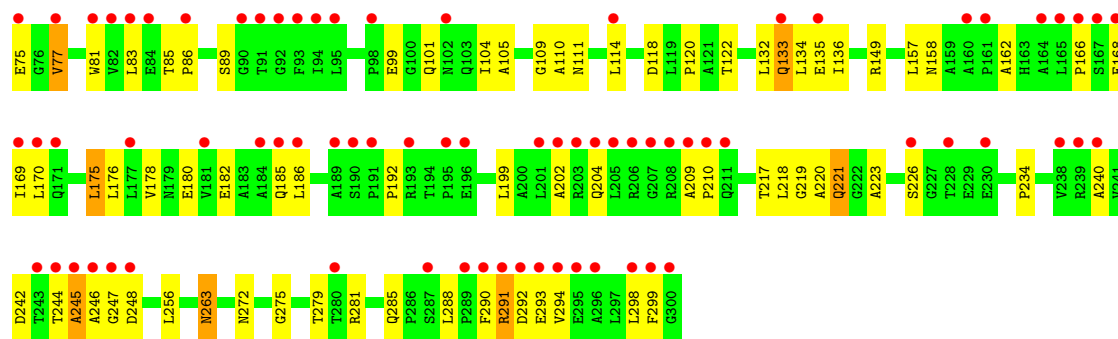 E75 G76 V77 W81 V82 L83 E84 T85 P86 S89 G90 T91 G92 F93 I94 L95 P98 E99 G100 Q101 N102 Q103 I104 A105 G109 A110 N111 L114 D118 L119 P120 A121 T122 L132 Q133 L134 E135 I136 R149 L157 N158 A159 A160 P161 A162 H163 A164 L165 P166 S167
I169 L170 Q171 L175 L176 L177 V178 N179 E180 V181 E182 A183 A184 Q185 L186 A189 S190 P191 P192 R193 T194 P195 E196 L199 A200 L201 A202 R203 Q204 L205 R206 G207 R208 A209 P210 Q211 T217 L218 G219 A220 Q221 G222 A223 S226 G227 T228 E229 E230 P234 V238 R239 A240
D242 T243 T244 A245 A246 G247 D248 L256 N263 N272 G275 T279 T280 R281 Q285 P286 S287 L288 P289 F290 R291 D292 E293 V294 E295 A296 L297 L298 F299 G300